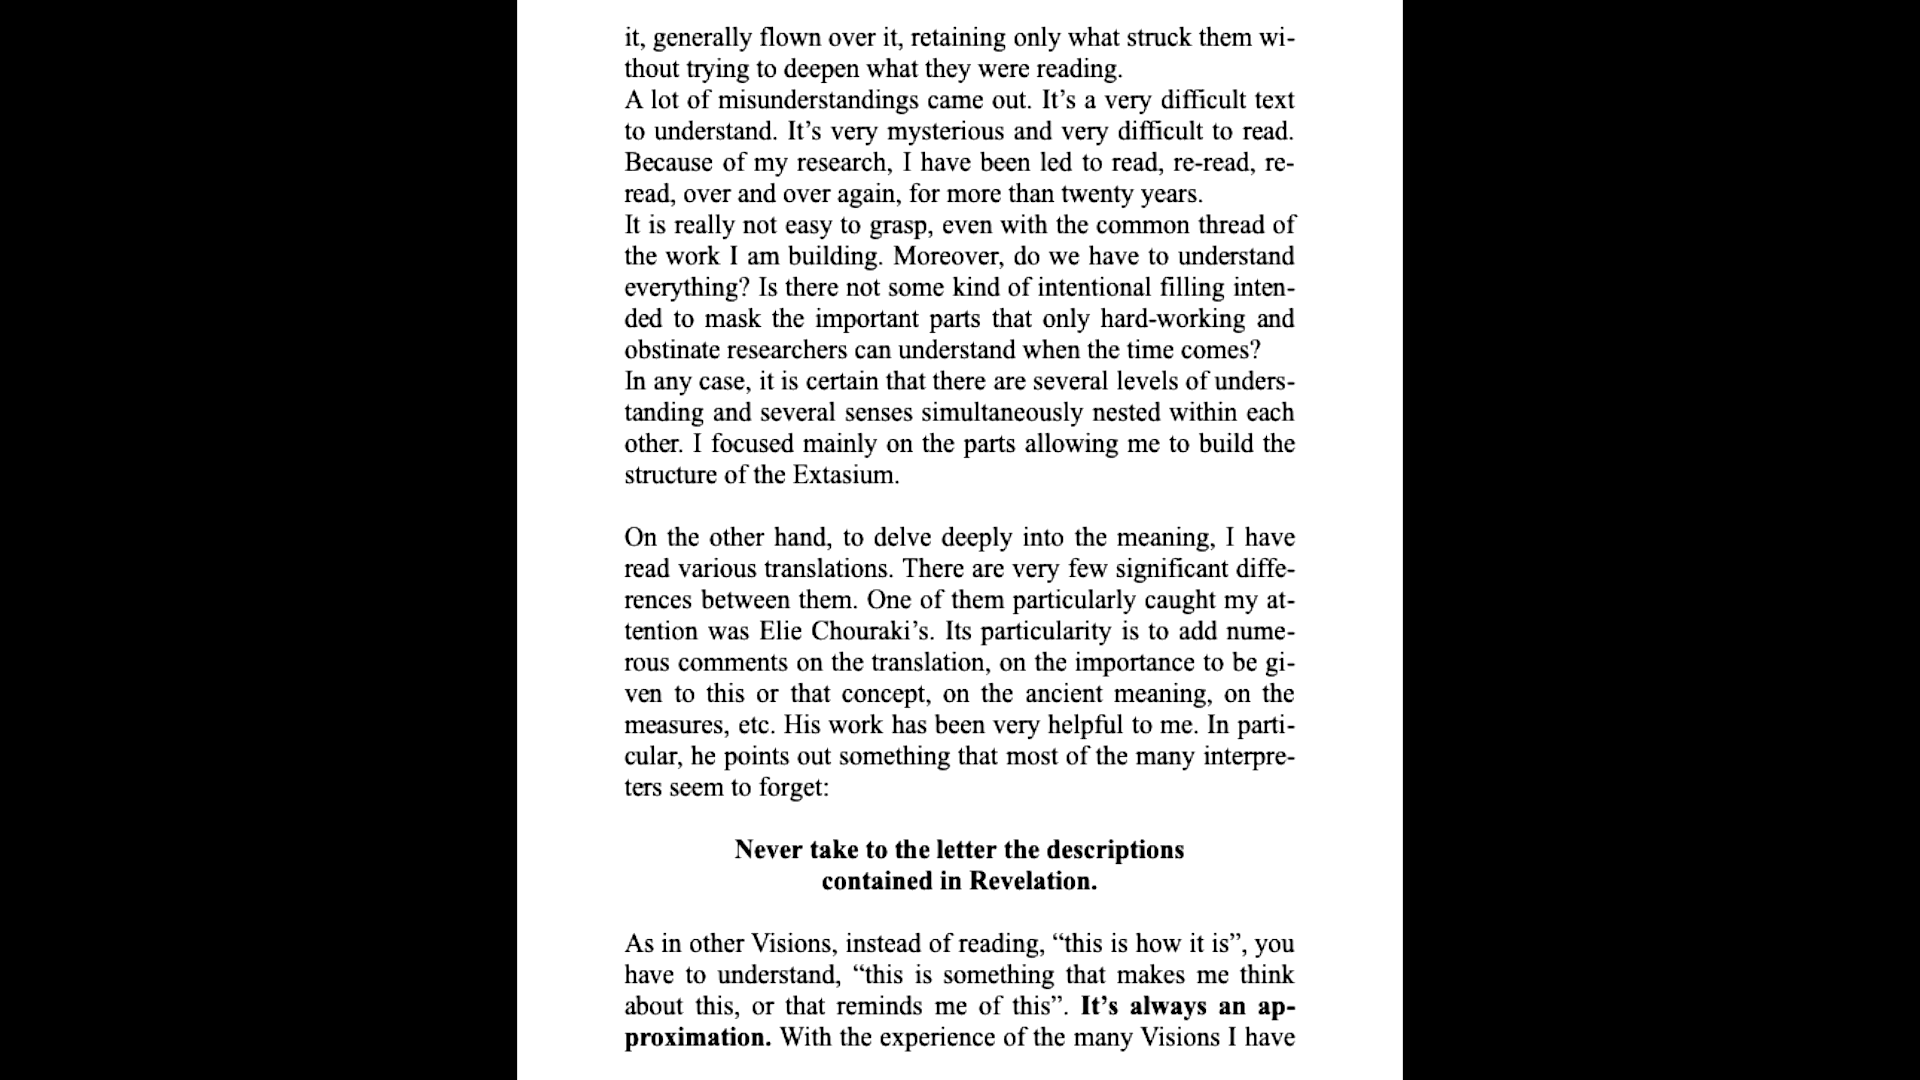 it, generally flown over it, retaining only what struck them wi-
thout trying to deepen what they were reading.
A lot of misunderstandings came out. It’s a very difficult text
to understand. It’s very mysterious and very difficult to read.
Because of my research, I have been led to read, re-read, re-
read, over and over again, for more than twenty years.
It is really not easy to grasp, even with the common thread of
the work I am building. Moreover, do we have to understand
everything? Is there not some kind of intentional filling inten-
ded to mask the important parts that only hard-working and
obstinate researchers can understand when the time comes?
In any case, it is certain that there are several levels of unders-
tanding and several senses simultaneously nested within each
other. I focused mainly on the parts allowing me to build the
structure of the Extasium.
On the other hand, to delve deeply into the meaning, I have
read various translations. There are very few significant diffe-
rences between them. One of them particularly caught my at-
tention was Elie Chouraki’s. Its particularity is to add nume-
rous comments on the translation, on the importance to be gi-
ven to this or that concept, on the ancient meaning, on the
measures, etc. His work has been very helpful to me. In parti-
cular, he points out something that most of the many interpre-
ters seem to forget:
Never take to the letter the descriptions
contained in Revelation.
As in other Visions, instead of reading, “this is how it is”, you
have to understand, “this is something that makes me think
about this, or that reminds me of this”. It’s always an ap-
proximation. With the experience of the many Visions I have